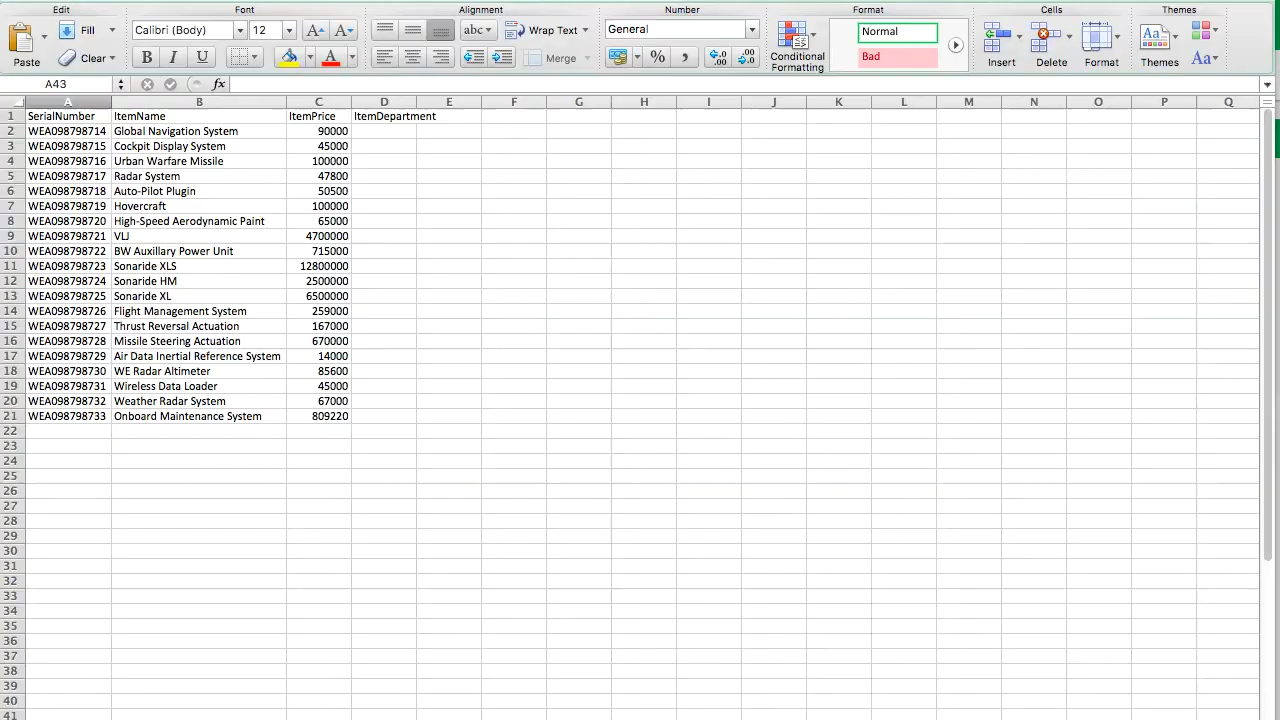 Edit Font Alignment Number Format Cells Themes
Fill Calibri (Body) 12 A A abc Wrap Text General Normal Aa
Paste Clear B I U A Merge % , .0 .00 .00 .0 Conditional Formatting Bad Insert Delete Format Themes Aa
A43 fx
A B C D E F G H I J K L M N O P Q
1 SerialNumber ItemName ItemPrice ItemDepartment
2 WEA098798714 Global Navigation System 90000
3 WEA098798715 Cockpit Display System 45000
4 WEA098798716 Urban Warfare Missile 100000
5 WEA098798717 Radar System 47800
6 WEA098798718 Auto-Pilot Plugin 50500
7 WEA098798719 Hovercraft 100000
8 WEA098798720 High-Speed Aerodynamic Paint 65000
9 WEA098798721 VLJ 4700000
10 WEA098798722 BW Auxillary Power Unit 715000
11 WEA098798723 Sonaride XLS 12800000
12 WEA098798724 Sonaride HM 2500000
13 WEA098798725 Sonaride XL 6500000
14 WEA098798726 Flight Management System 259000
15 WEA098798727 Thrust Reversal Actuation 167000
16 WEA098798728 Missile Steering Actuation 670000
17 WEA098798729 Air Data Inertial Reference System 14000
18 WEA098798730 WE Radar Altimeter 85600
19 WEA098798731 Wireless Data Loader 45000
20 WEA098798732 Weather Radar System 67000
21 WEA098798733 Onboard Maintenance System 809220
22
23
24
25
26
27
28
29
30
31
32
33
34
35
36
37
38
39
40
41